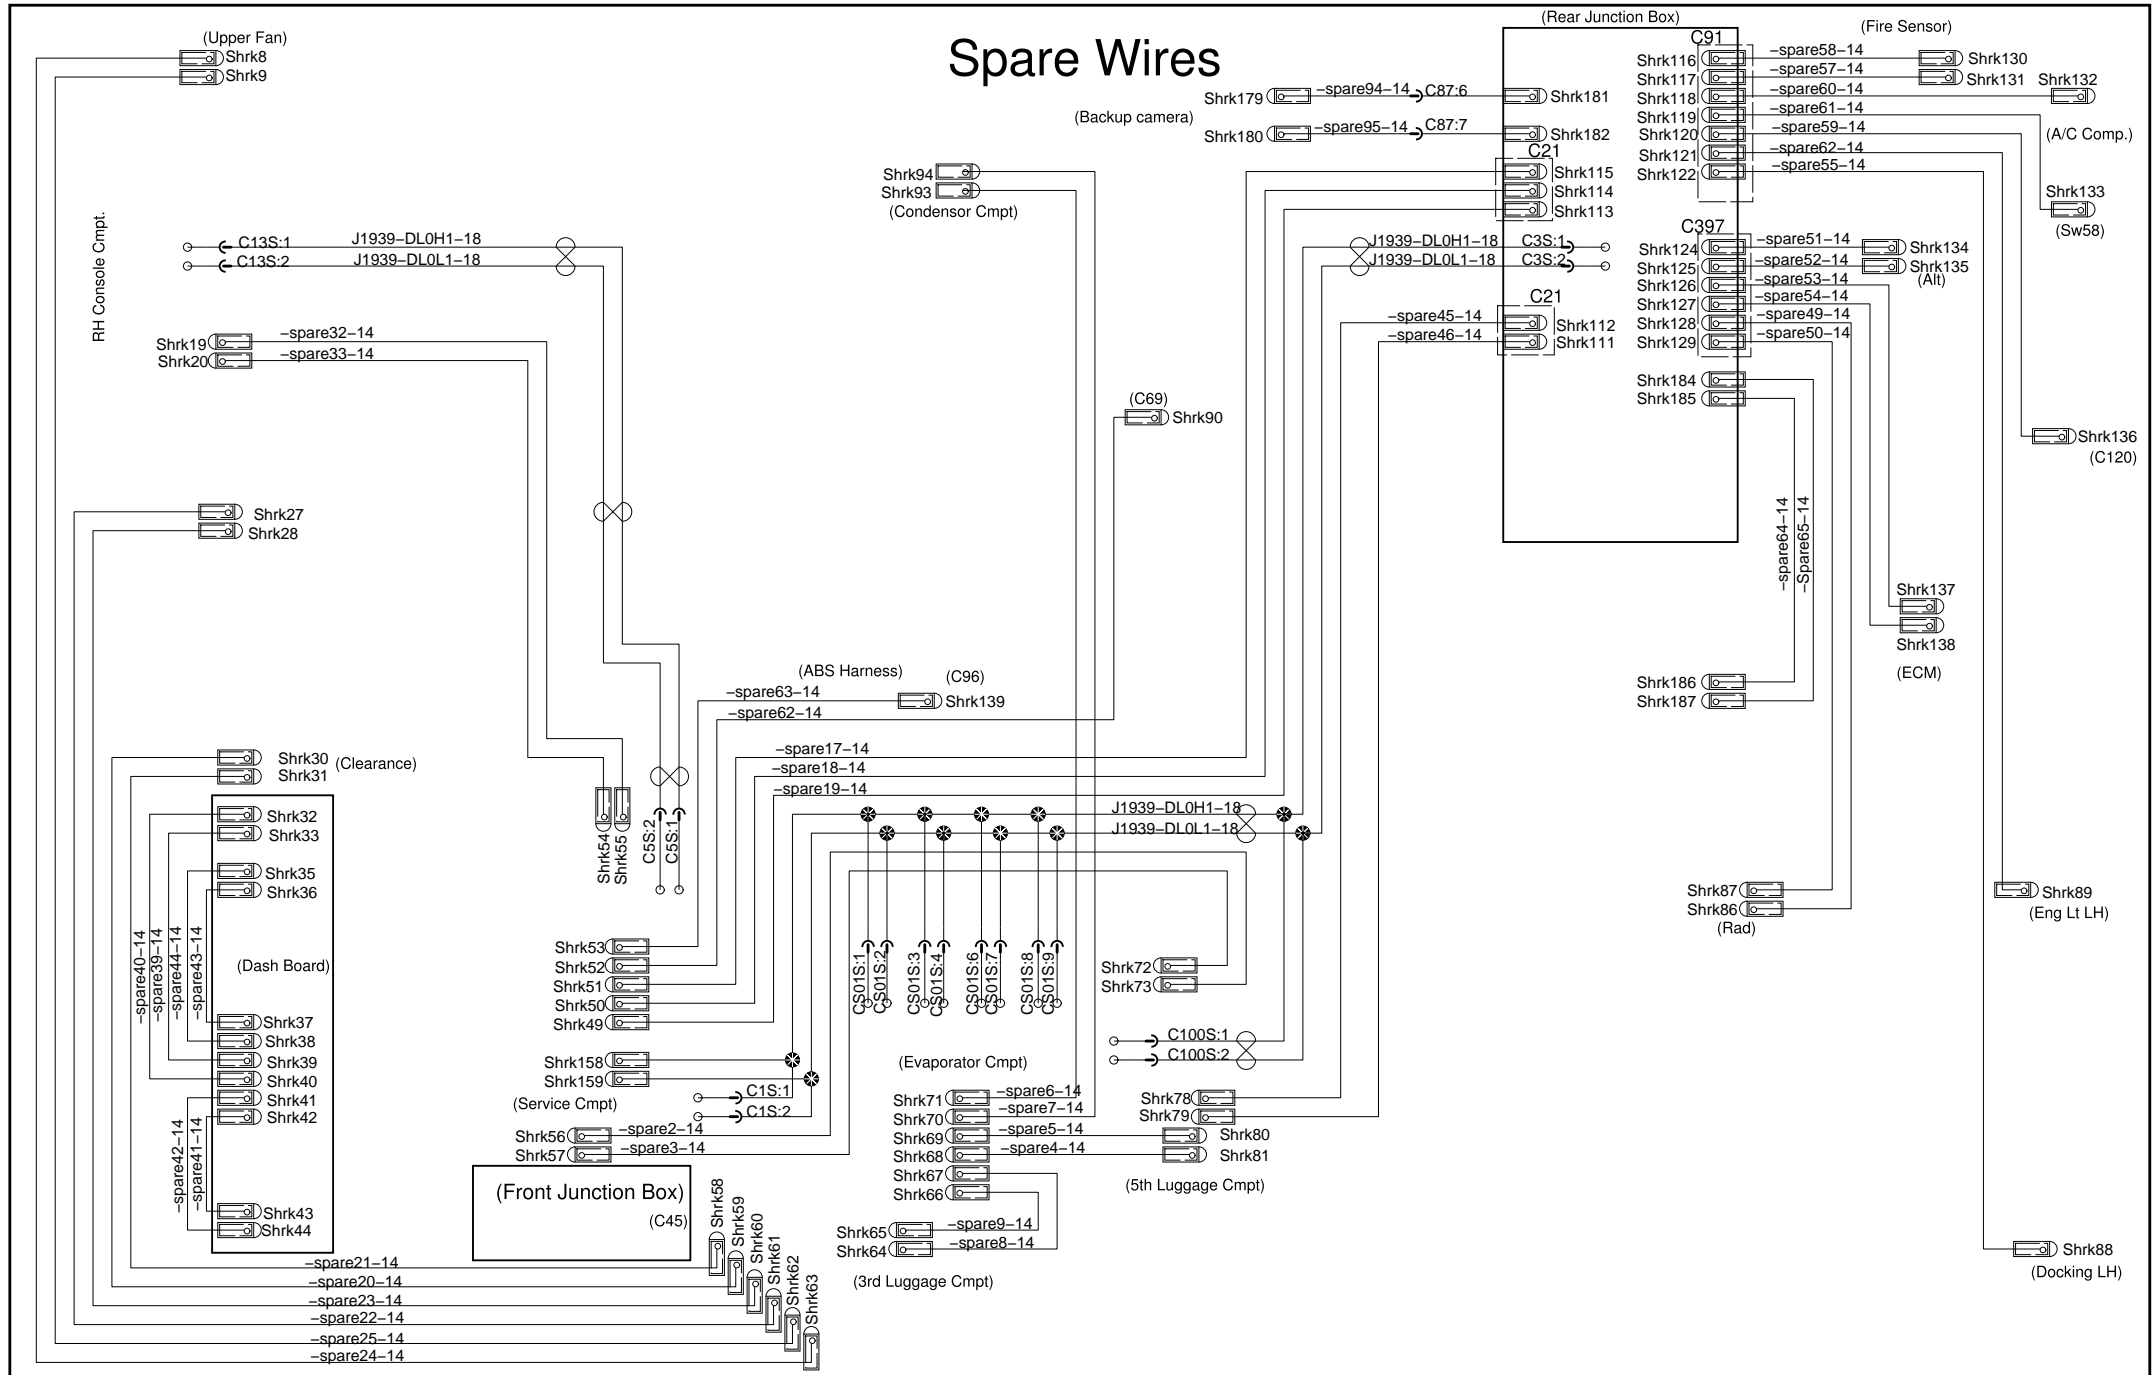 Spare Wires
(Upper Fan)
Shrk8
Shrk9
RH Console Cmpt.
C13S:1
J1939–DL0H1–18
C13S:2
J1939–DL0L1–18
Shrk19
–spare32–14
Shrk20
–spare33–14
Shrk27
Shrk28
Shrk30
(Clearance)
Shrk31
Shrk32
Shrk33
Shrk35
Shrk36
–spare40–14
–spare39–14
–spare44–14
–spare43–14
(Dash Board)
Shrk37
Shrk38
Shrk39
Shrk40
Shrk41
Shrk42
–spare42–14
–spare41–14
Shrk43
Shrk44
–spare21–14
–spare20–14
–spare23–14
–spare22–14
–spare25–14
–spare24–14
Shrk54
Shrk55
C5S:2
C5S:1
Shrk53
Shrk52
Shrk51
Shrk50
Shrk49
Shrk158
Shrk159
(Service Cmpt)
C1S:1
C1S:2
Shrk56
–spare2–14
Shrk57
–spare3–14
(Front Junction Box)
(C45)
Shrk58
Shrk59
Shrk60
Shrk61
Shrk62
Shrk63
Shrk94
Shrk93
(Condensor Cmpt)
(ABS Harness)
(C96)
–spare63–14
Shrk139
–spare62–14
–spare17–14
–spare18–14
–spare19–14
J1939–DL0H1–18
J1939–DL0L1–18
CS01S:1
CS01S:2
CS01S:3
CS01S:4
CS01S:6
CS01S:7
CS01S:8
CS01S:9
(Evaporator Cmpt)
Shrk71
–spare6–14
Shrk70
–spare7–14
Shrk69
–spare5–14
Shrk68
–spare4–14
Shrk67
Shrk66
Shrk65
–spare9–14
Shrk64
–spare8–14
(3rd Luggage Cmpt)
(C69)
Shrk90
Shrk72
Shrk73
C100S:1
C100S:2
Shrk78
Shrk79
Shrk80
Shrk81
(5th Luggage Cmpt)
(Rear Junction Box)
Shrk179
–spare94–14
C87:6
Shrk181
(Backup camera)
Shrk180
–spare95–14
C87:7
Shrk182
C21
Shrk115
Shrk114
Shrk113
J1939–DL0H1–18
C3S:1
J1939–DL0L1–18
C3S:2
C21
–spare45–14
Shrk112
–spare46–14
Shrk111
C91
(Fire Sensor)
Shrk116
–spare58–14
Shrk130
Shrk117
–spare57–14
Shrk131
Shrk132
Shrk118
–spare60–14
Shrk119
–spare61–14
Shrk120
–spare59–14
(A/C Comp.)
Shrk121
–spare62–14
Shrk122
–spare55–14
Shrk133
(Sw58)
C397
Shrk124
–spare51–14
Shrk134
Shrk125
–spare52–14
Shrk135
(Alt)
Shrk126
–spare53–14
Shrk127
–spare54–14
Shrk128
–spare49–14
Shrk129
–spare50–14
Shrk184
Shrk185
Shrk136
(C120)
–spare64–14
–Spare65–14
Shrk137
Shrk138
(ECM)
Shrk186
Shrk187
Shrk87
Shrk86
(Rad)
Shrk89
(Eng Lt LH)
Shrk88
(Docking LH)